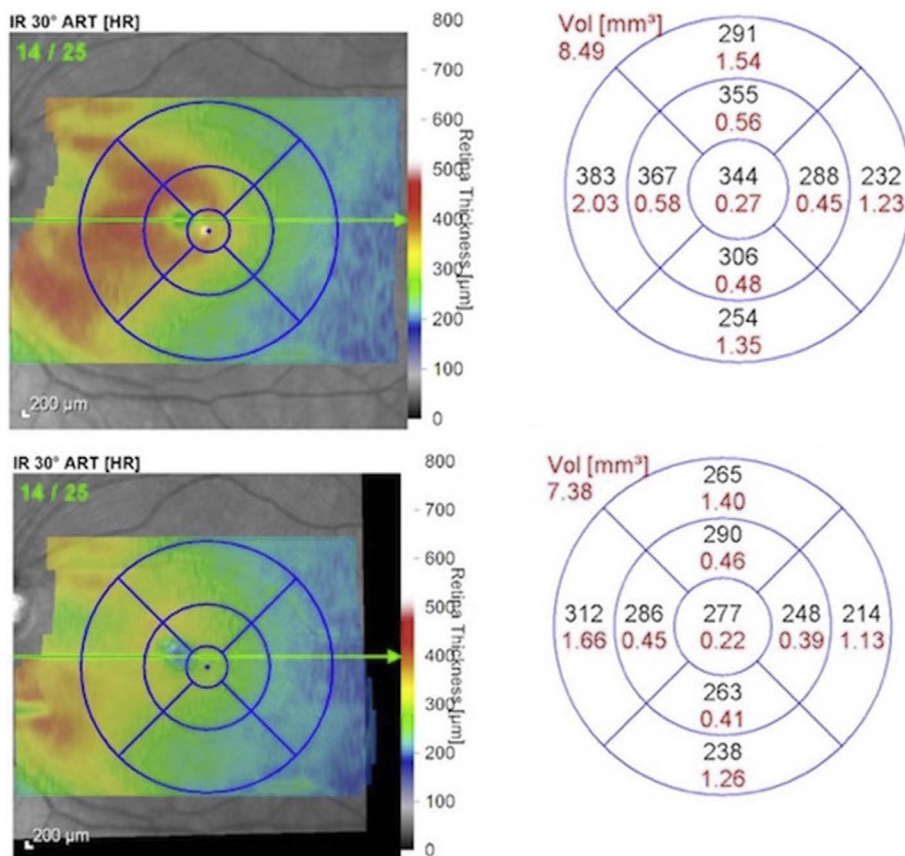 IR 30° ART [HR]
14 / 25
200 µm
800
700
600
500
400
300
200
100
0
Retina Thickness [µm]
Vol [mm³]
8.49
291
1.54
355
0.56
383 367 344 288 232
2.03 0.58 0.27 0.45 1.23
306
0.48
254
1.35
IR 30° ART [HR]
14 / 25
200 µm
800
700
600
500
400
300
200
100
0
Retina Thickness [µm]
Vol [mm³]
7.38
265
1.40
290
0.46
312 286 277 248 214
1.66 0.45 0.22 0.39 1.13
263
0.41
238
1.26